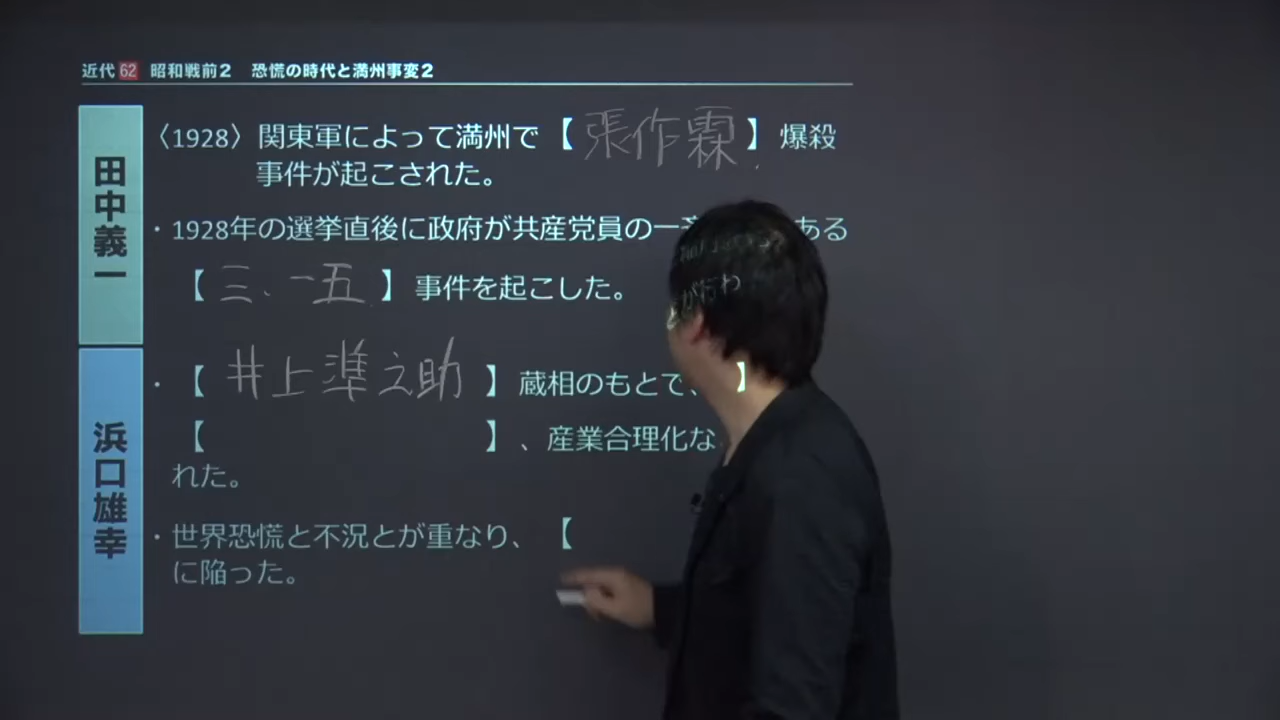 近代 62 昭和戦前2 恐慌の時代と満州事変2
田中義一
〈1928〉関東軍によって満州で【張作霖】爆殺
事件が起こされた。
・1928年の選挙直後に政府が共産党員の一 ある
【三、一五】事件を起こした。
浜口雄幸
・【井上準之助】蔵相のもとで、 】
【 】、産業合理化な が行わ
れた。
・世界恐慌と不況とが重なり、【
に陥った。